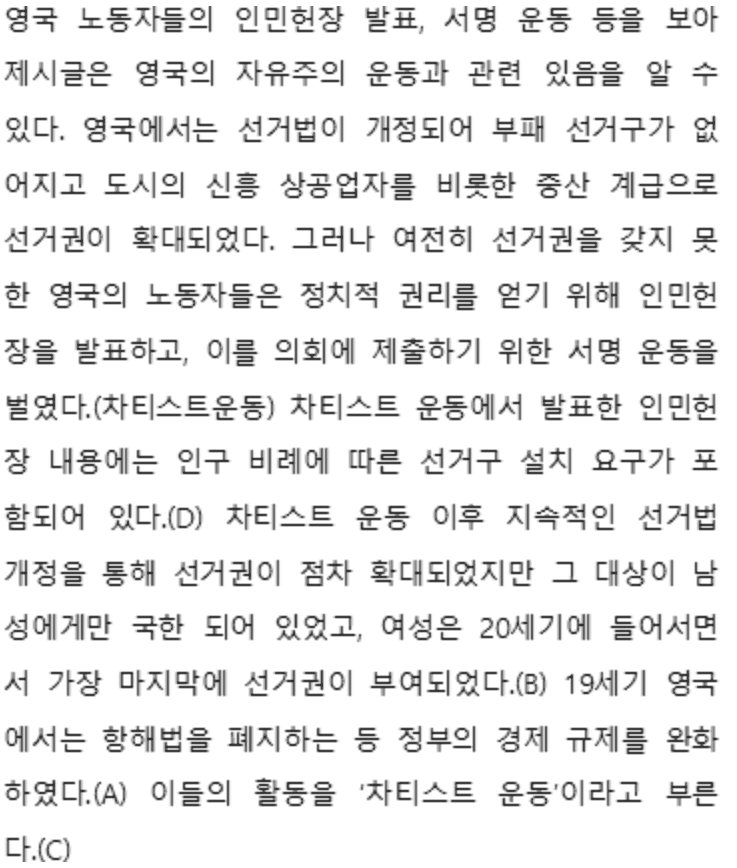 영국 노동자들의 인민헌장 발표, 서명 운동 등을 보아
제시글은 영국의 자유주의 운동과 관련 있음을 알 수
있다. 영국에서는 선거법이 개정되어 부패 선거구가 없
어지고 도시의 신흥 상공업자를 비롯한 중산 계급으로
선거권이 확대되었다. 그러나 여전히 선거권을 갖지 못
한 영국의 노동자들은 정치적 권리를 얻기 위해 인민헌
장을 발표하고, 이를 의회에 제출하기 위한 서명 운동을
벌였다.(차티스트운동) 차티스트 운동에서 발표한 인민헌
장 내용에는 인구 비례에 따른 선거구 설치 요구가 포
함되어 있다.(D) 차티스트 운동 이후 지속적인 선거법
개정을 통해 선거권이 점차 확대되었지만 그 대상이 남
성에게만 국한 되어 있었고, 여성은 20세기에 들어서면
서 가장 마지막에 선거권이 부여되었다.(B) 19세기 영국
에서는 항해법을 폐지하는 등 정부의 경제 규제를 완화
하였다.(A) 이들의 활동을 '차티스트 운동'이라고 부른
다.(C)